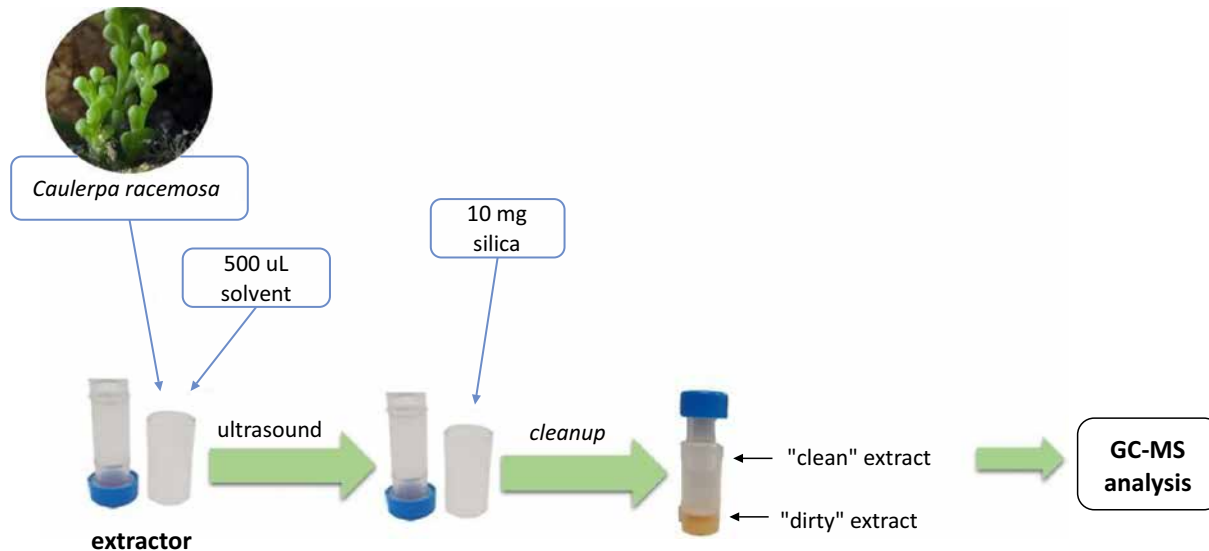 Caulerpa racemosa
500 uL
solvent
10 mg
silica
ultrasound
cleanup
"clean" extract
"dirty" extract
extractor
GC-MS
analysis